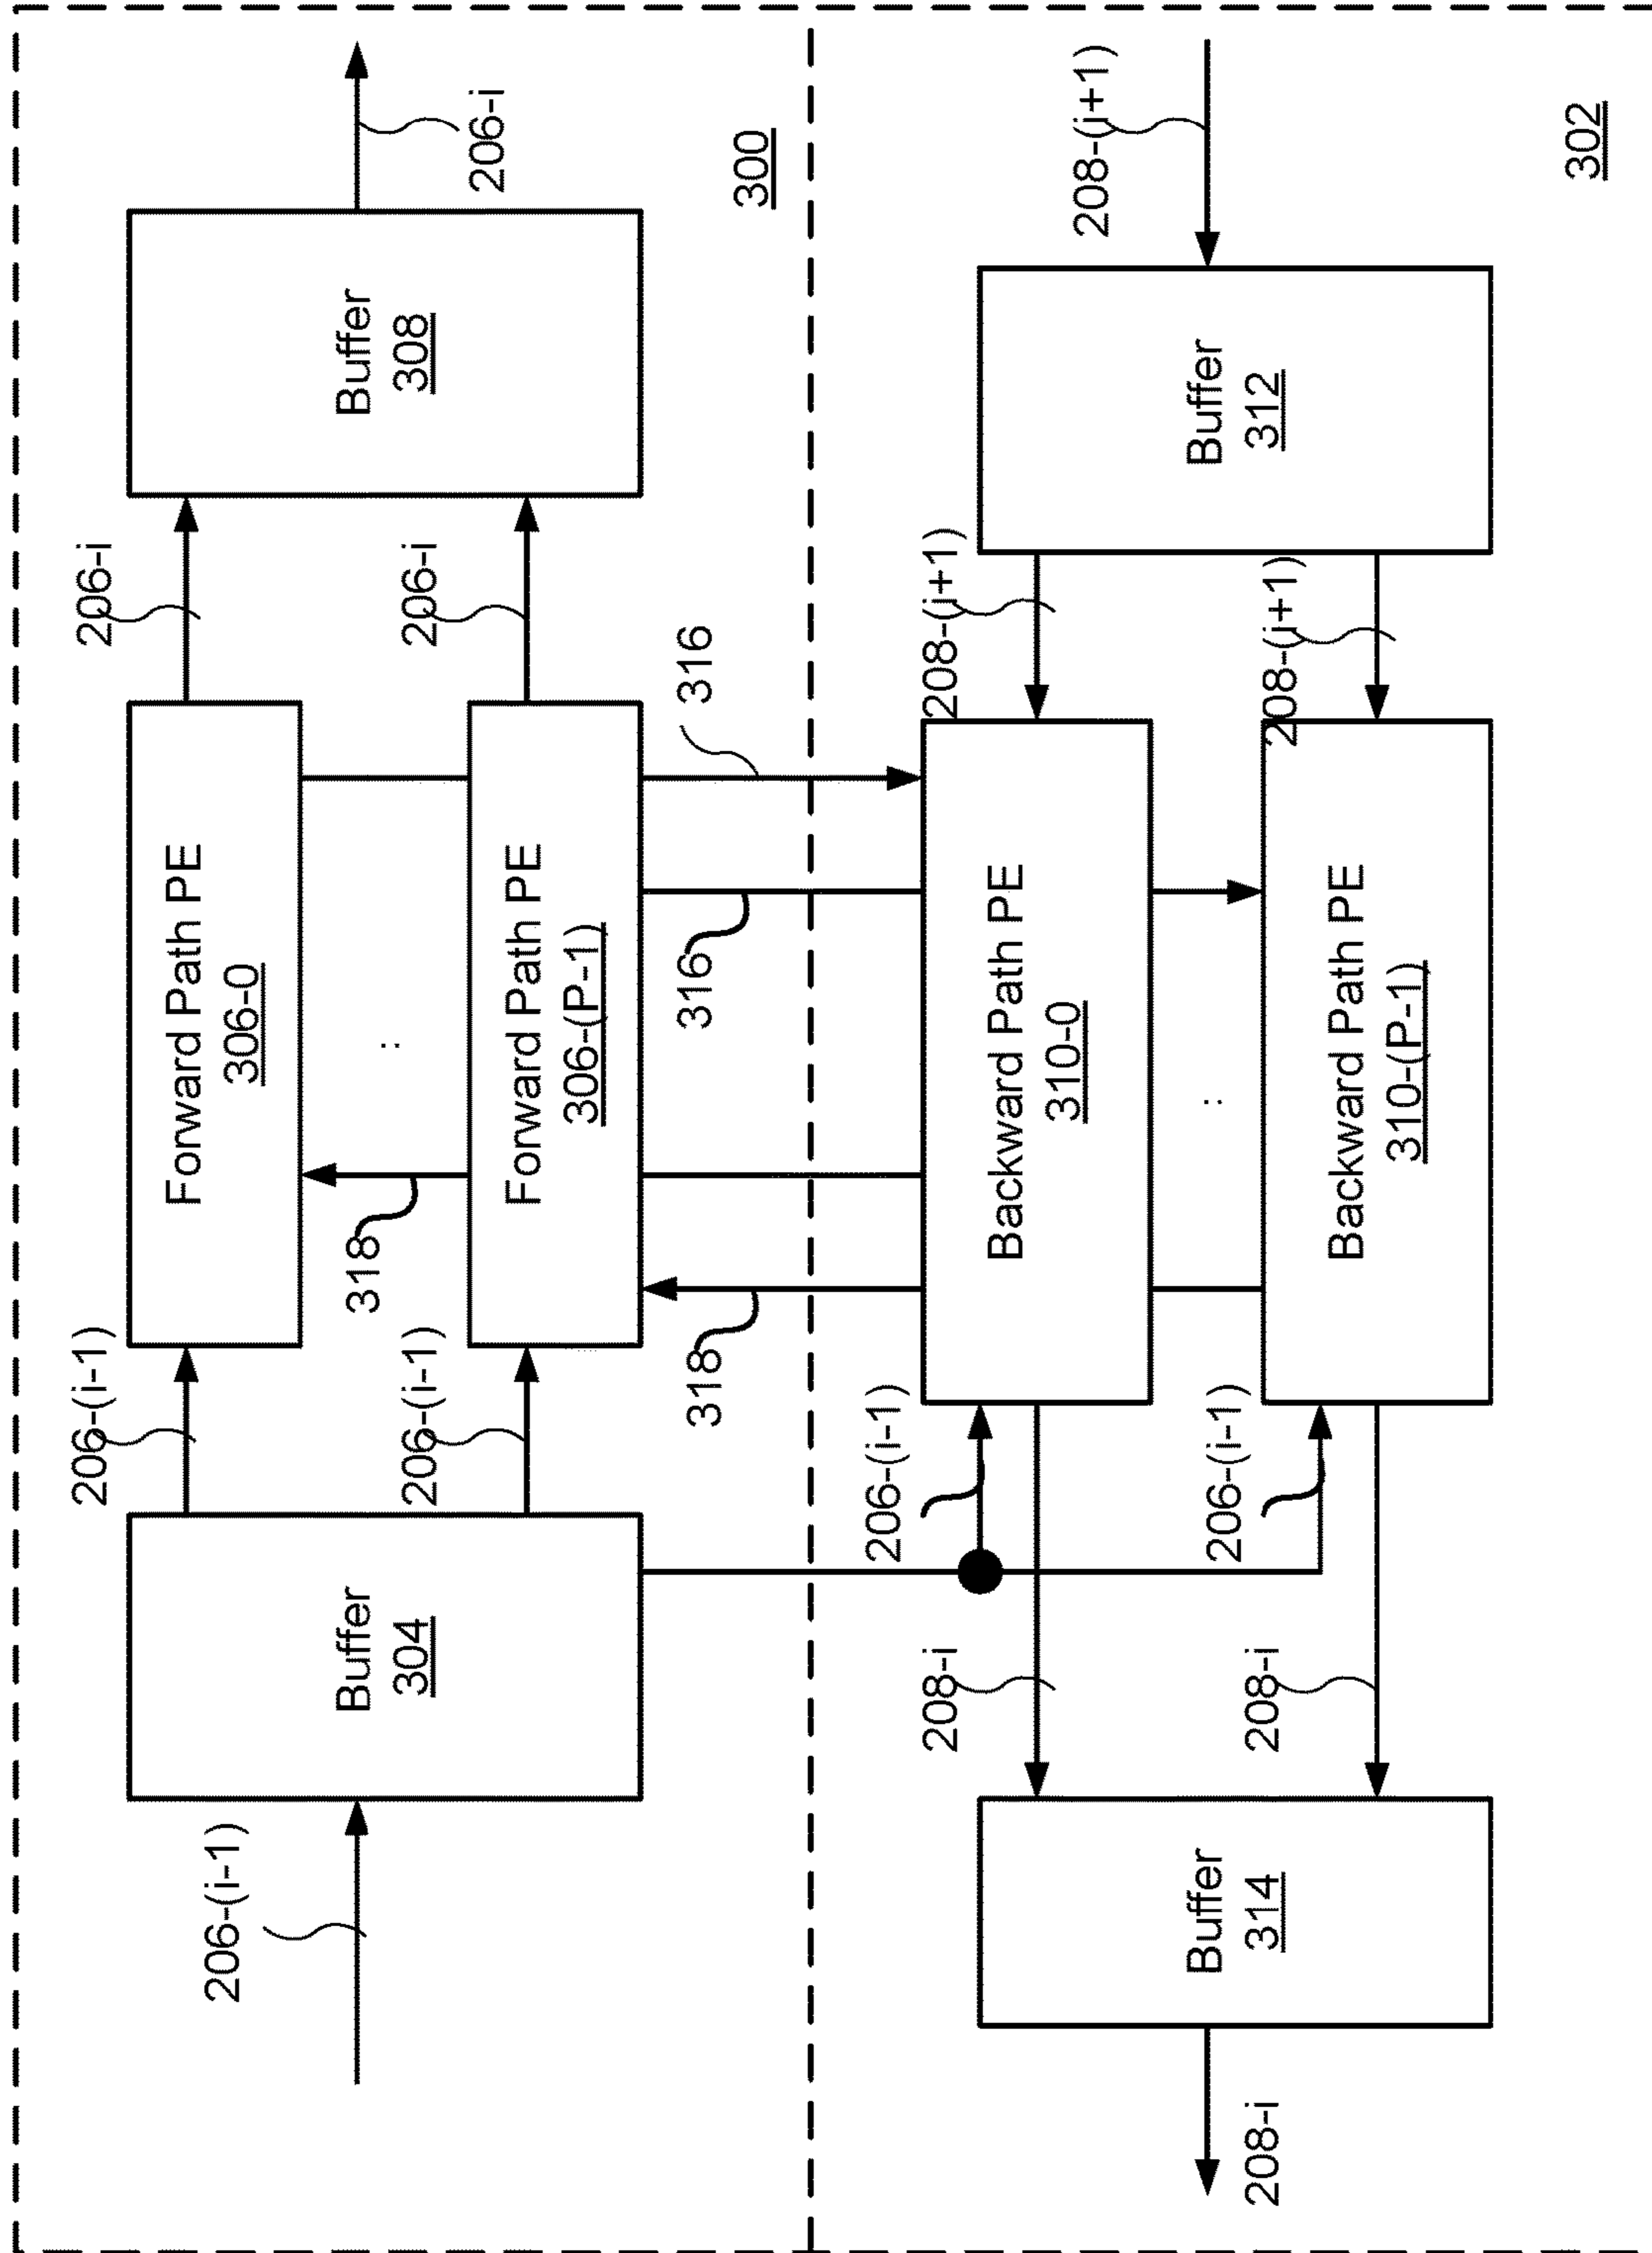 206-(i-1)
Buffer
304
206-(i-1)
206-(i-1)
Forward Path PE
306-0
:
Forward Path PE
306-(P-1)
318
318
316
316
206-i
206-i
Buffer
308
206-i
300
208-i
Buffer
314
208-i
208-i
206-(i-1)
206-(i-1)
Backward Path PE
310-0
:
Backward Path PE
310-(P-1)
208-(i+1)
208-(i+1)
Buffer
312
208-(i+1)
302